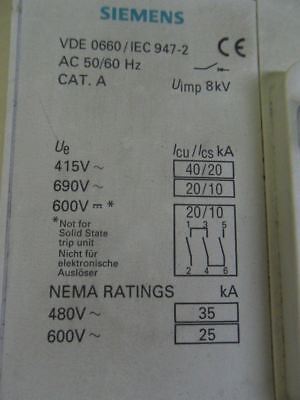 SIEMENS
VDE 0660/IEC 947-2 CE
AC 50/60 Hz
CAT. A Uimp 8kV
Ue Icu/Ics kA
415V ~ 40/20
690V ~ 20/10
600V ⎓ * 20/10
*Not for
Solid State
trip unit
Nicht für
elektronische
Auslöser
1 3 5
2 4 6
NEMA RATINGS kA
480V ~ 35
600V ~ 25